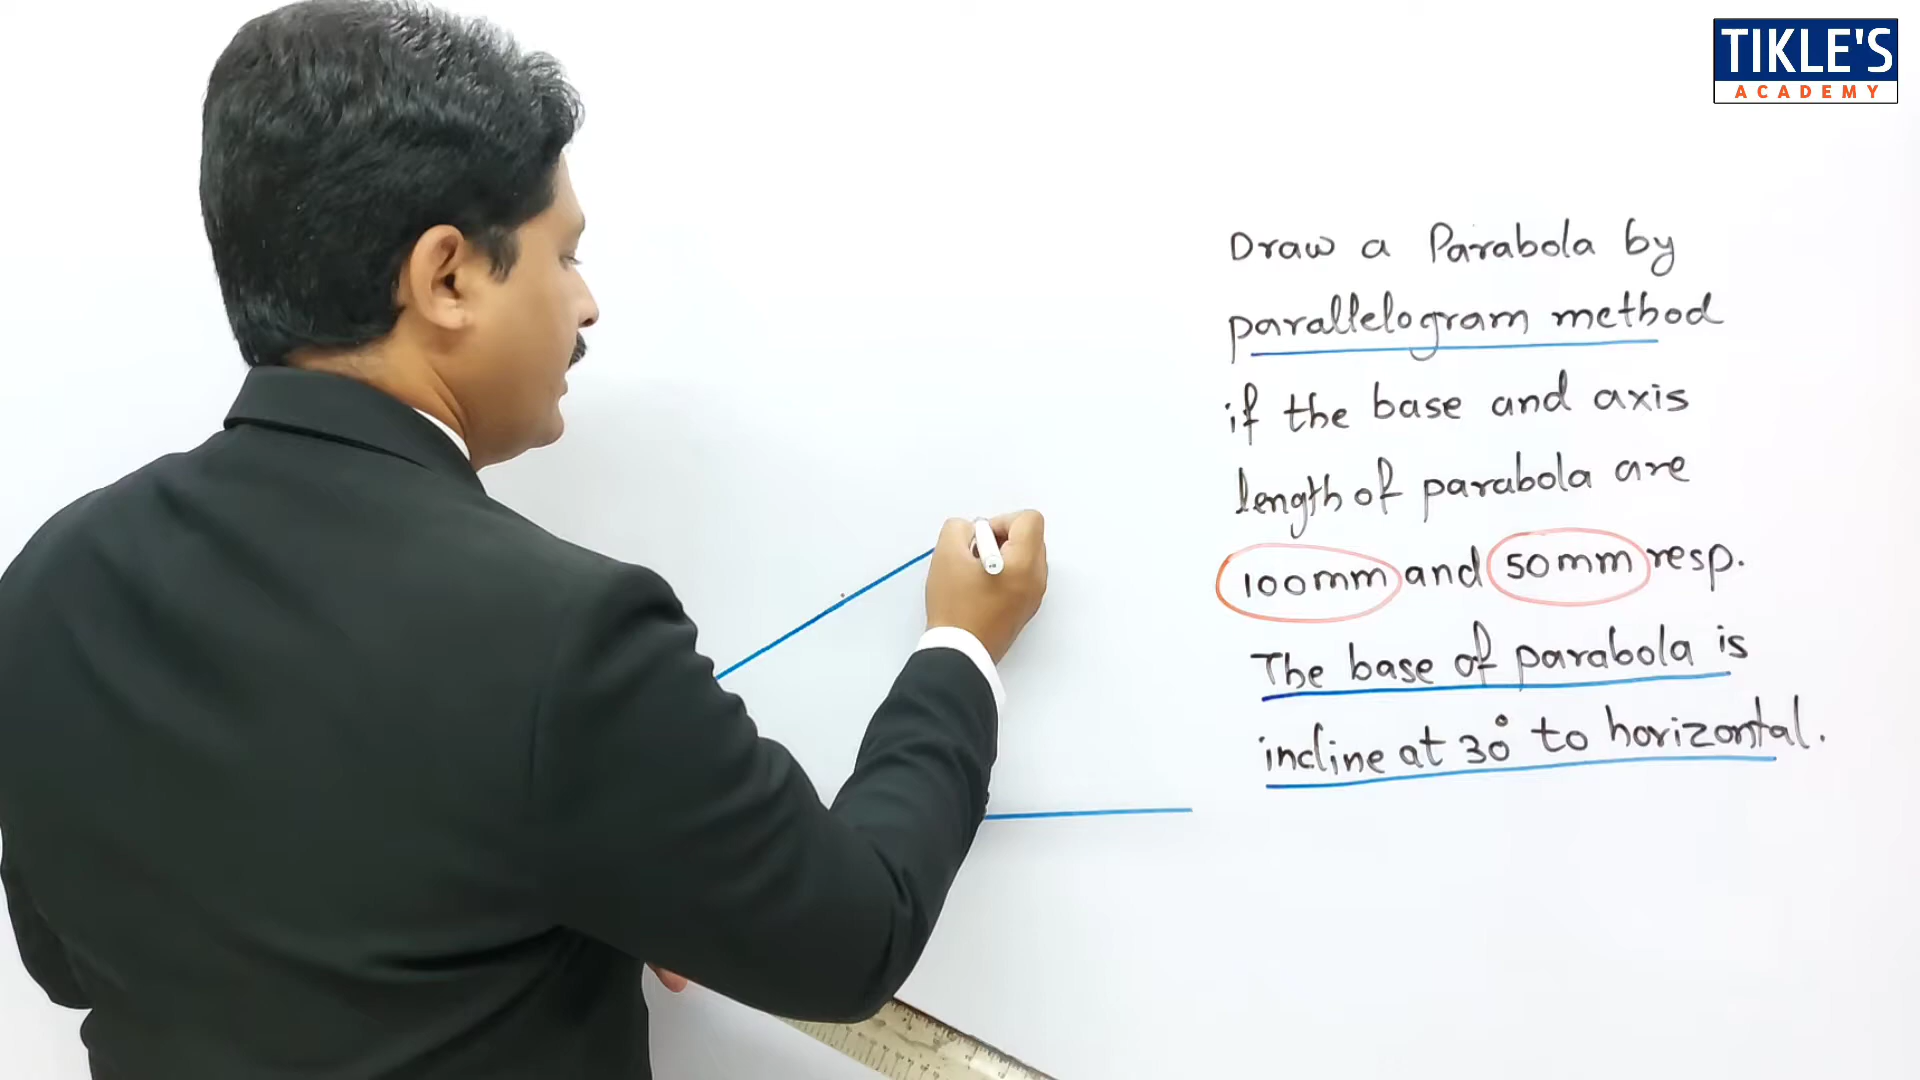 TIKLE'S
ACADEMY
Draw a Parabola by
parallelogram method
if the base and axis
length of parabola are
100mm and 50mm resp.
The base of parabola is
incline at 30° to horizontal.